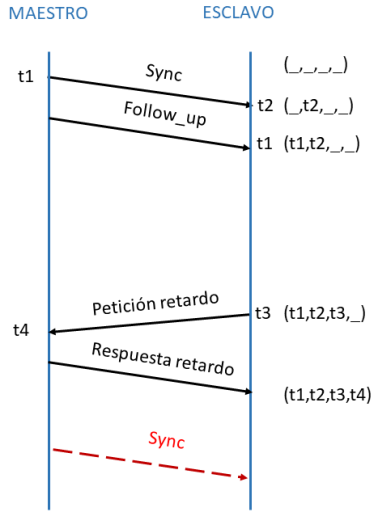 MAESTRO ESCLAVO
(_,_,_,_)
t1 Sync
t2 (_,t2,_,_)
Follow_up
t1 (t1,t2,_,_)
Petición retardo
t3 (t1,t2,t3,_)
t4
Respuesta retardo
(t1,t2,t3,t4)
Sync